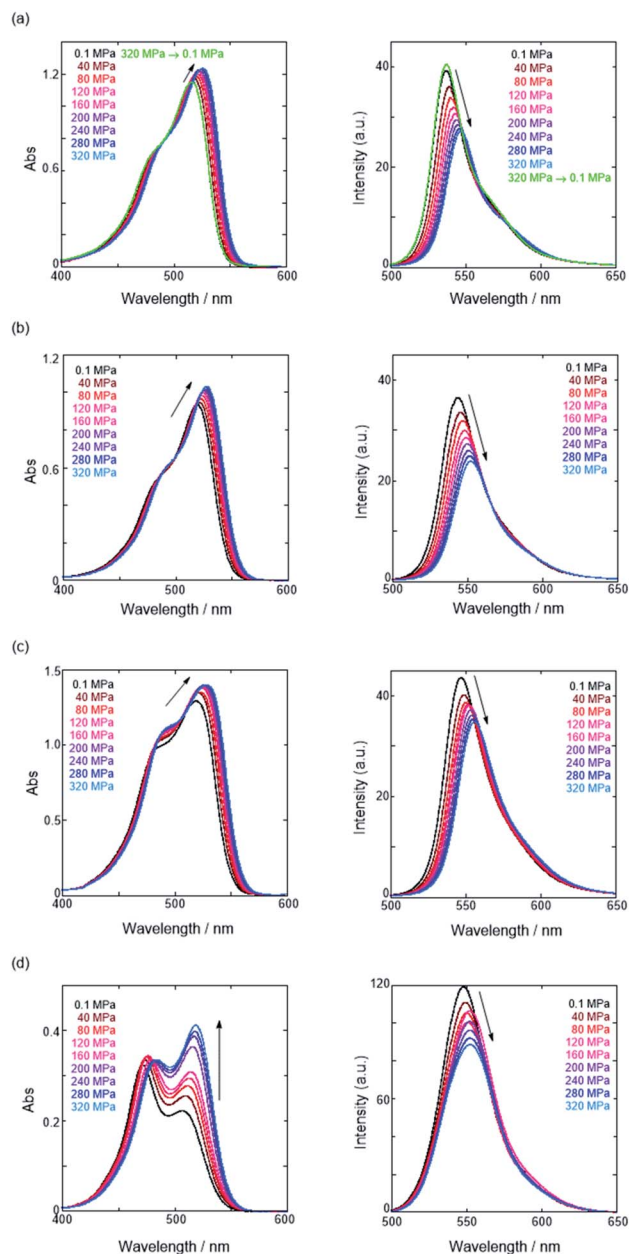 (a)
1.2
0.8
0.4
0
Abs
0.1 MPa 320 MPa → 0.1 MPa
40 MPa
80 MPa
120 MPa
160 MPa
200 MPa
240 MPa
280 MPa
320 MPa
400 500 600
Wavelength / nm
40
20
0
Intensity (a.u.)
0.1 MPa
40 MPa
80 MPa
120 MPa
160 MPa
200 MPa
240 MPa
280 MPa
320 MPa
320 MPa → 0.1 MPa
500 550 600 650
Wavelength / nm
(b)
1.2
0.6
0
Abs
0.1 MPa
40 MPa
80 MPa
120 MPa
160 MPa
200 MPa
240 MPa
280 MPa
320 MPa
400 500 600
Wavelength / nm
40
20
0
Intensity (a.u.)
0.1 MPa
40 MPa
80 MPa
120 MPa
160 MPa
200 MPa
240 MPa
280 MPa
320 MPa
500 550 600 650
Wavelength / nm
(c)
1.5
1.0
0.5
0
Abs
0.1 MPa
40 MPa
80 MPa
120 MPa
160 MPa
200 MPa
240 MPa
280 MPa
320 MPa
400 500 600
Wavelength / nm
40
20
0
Intensity (a.u.)
0.1 MPa
40 MPa
80 MPa
120 MPa
160 MPa
200 MPa
240 MPa
280 MPa
320 MPa
500 550 600 650
Wavelength / nm
(d)
0.4
0.2
0
Abs
0.1 MPa
40 MPa
80 MPa
120 MPa
160 MPa
200 MPa
240 MPa
280 MPa
320 MPa
400 500 600
Wavelength / nm
120
60
0
Intensity (a.u.)
0.1 MPa
40 MPa
80 MPa
120 MPa
160 MPa
200 MPa
240 MPa
280 MPa
320 MPa
500 550 600 650
Wavelength / nm